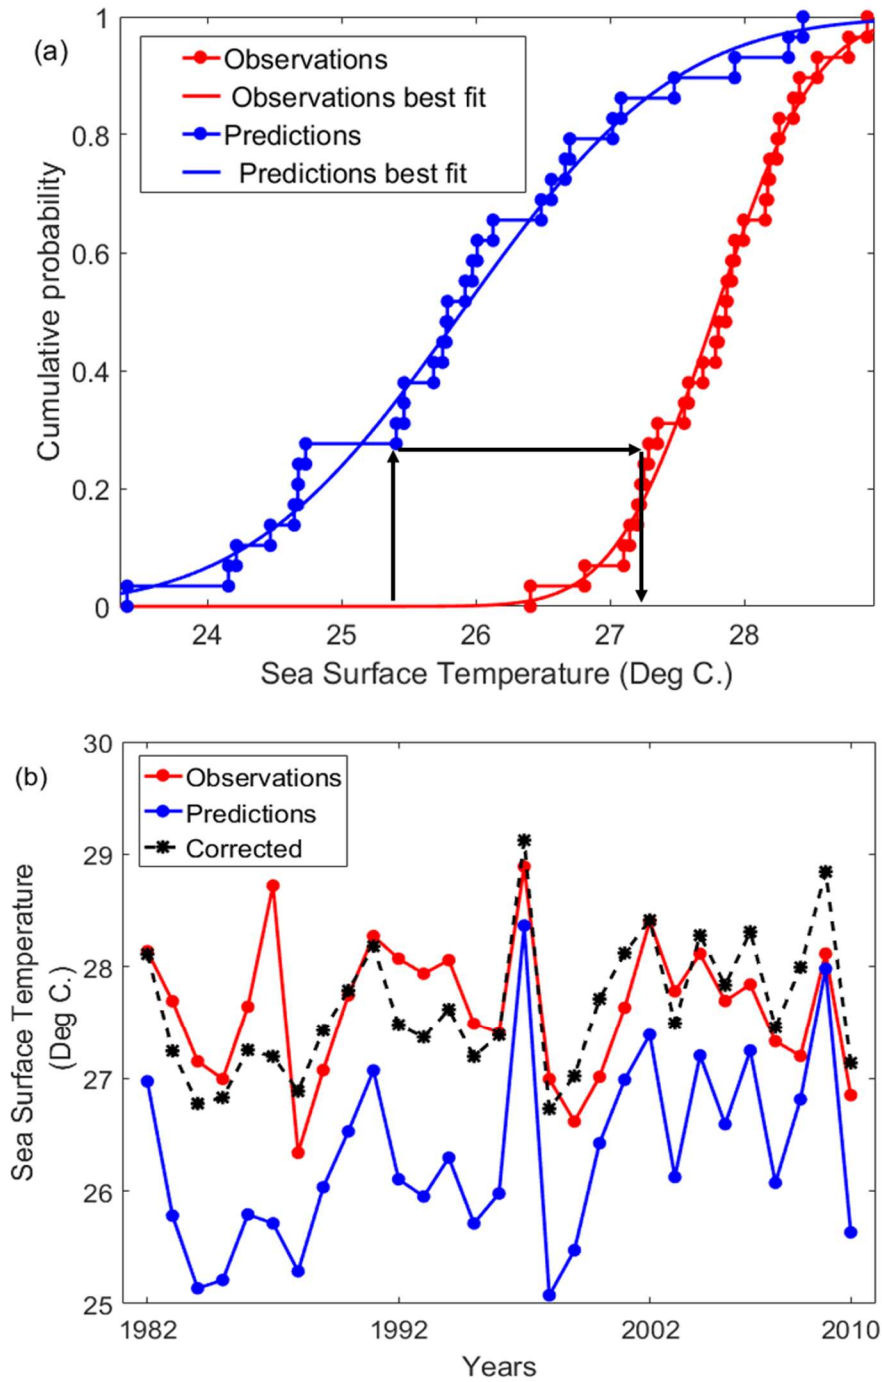 (a)
1
0.8
0.6
0.4
0.2
0
Cumulative probability
Observations
Observations best fit
Predictions
Predictions best fit
24 25 26 27 28
Sea Surface Temperature (Deg C.)
(b)
30
29
28
27
26
25
Sea Surface Temperature
(Deg C.)
Observations
Predictions
Corrected
1982 1992 2002 2010
Years